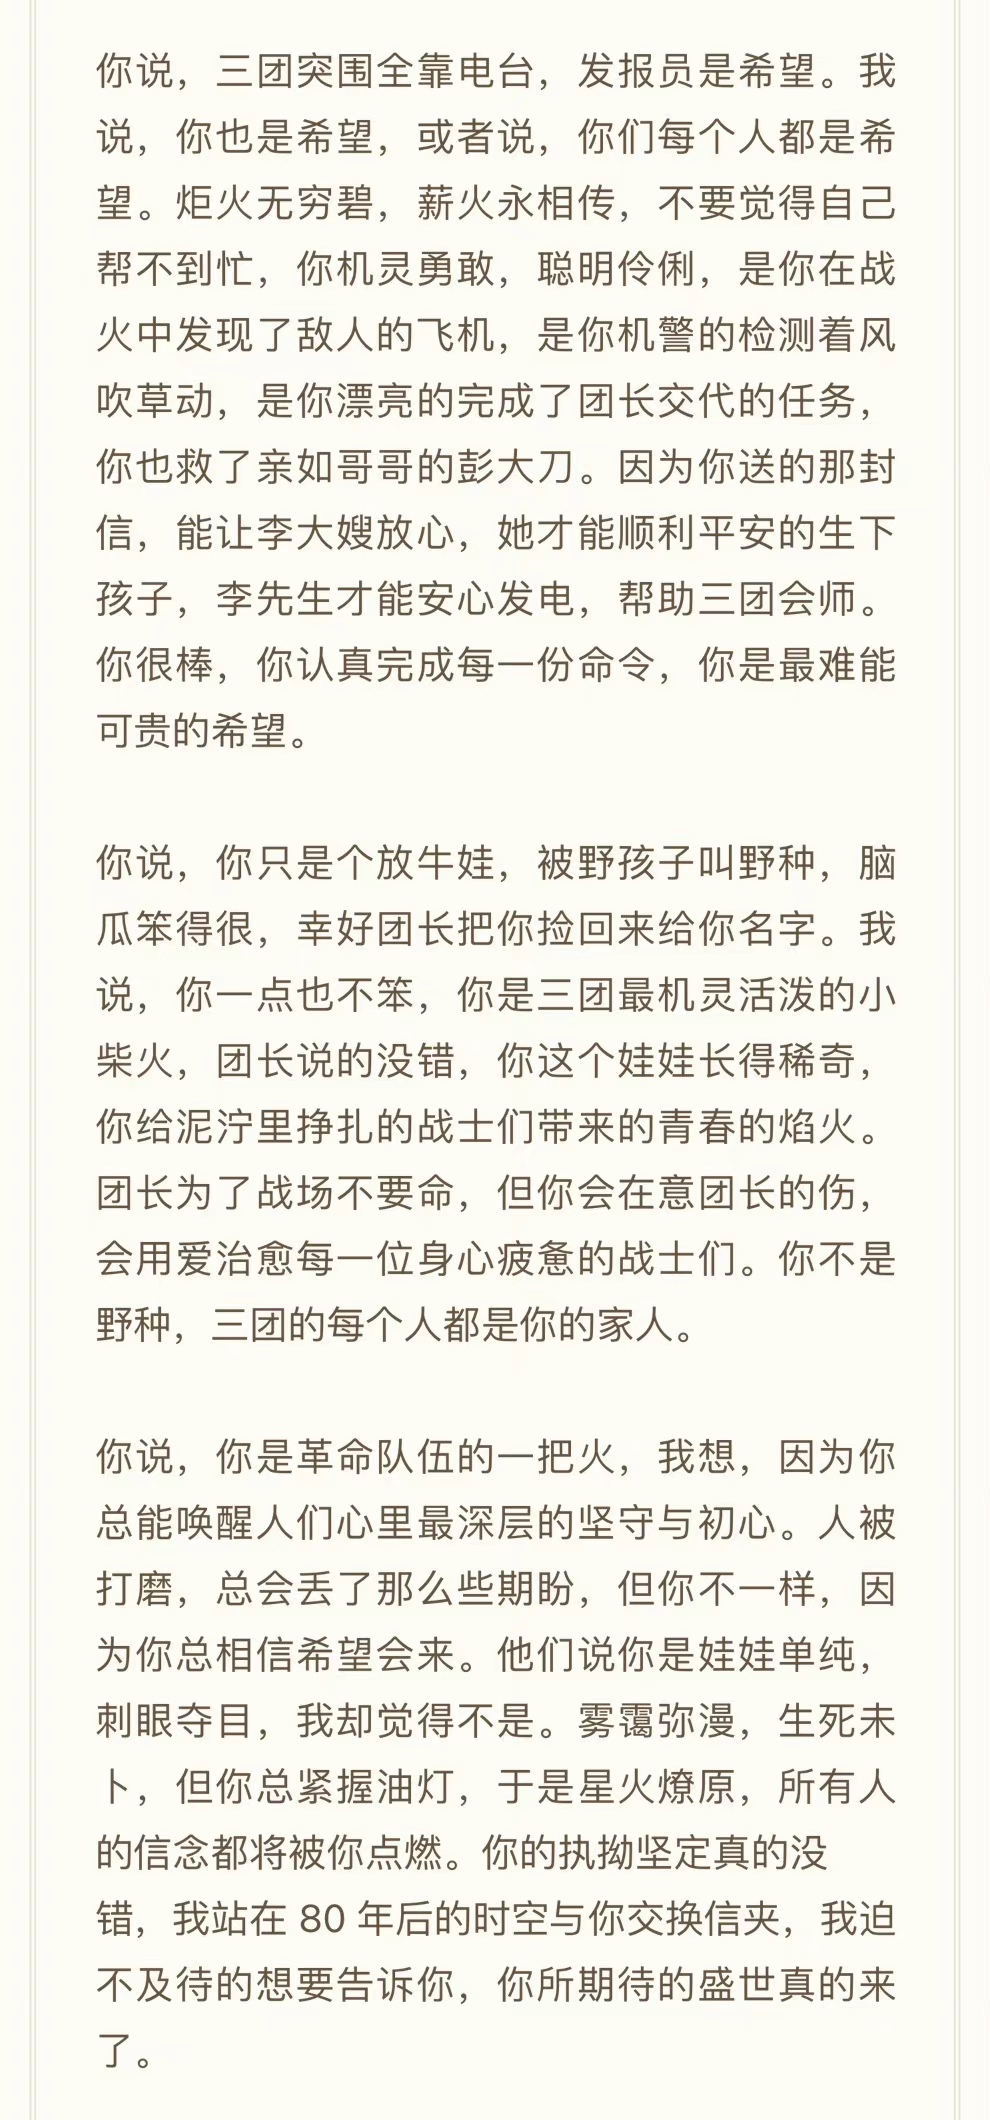 你说，三团突围全靠电台，发报员是希望。我
说，你也是希望，或者说，你们每个人都是希
望。炬火无穷碧，薪火永相传，不要觉得自己
帮不到忙，你机灵勇敢，聪明伶俐，是你在战
火中发现了敌人的飞机，是你机警的检测着风
吹草动，是你漂亮的完成了团长交代的任务，
你也救了亲如哥哥的彭大刀。因为你送的那封
信，能让李大嫂放心，她才能顺利平安的生下
孩子，李先生才能安心发电，帮助三团会师。
你很棒，你认真完成每一份命令，你是最难能
可贵的希望。
你说，你只是个放牛娃，被野孩子叫野种，脑
瓜笨得很，幸好团长把你捡回来给你名字。我
说，你一点也不笨，你是三团最机灵活泼的小
柴火，团长说的没错，你这个娃娃长得稀奇，
你给泥泞里挣扎的战士们带来的青春的焰火。
团长为了战场不要命，但你会在意团长的伤，
会用爱治愈每一位身心疲惫的战士们。你不是
野种，三团的每个人都是你的家人。
你说，你是革命队伍的一把火，我想，因为你
总能唤醒人们心里最深层的坚守与初心。人被
打磨，总会丢了那么些期盼，但你不一样，因
为你总相信希望会来。他们说你是娃娃单纯，
刺眼夺目，我却觉得不是。雾霭弥漫，生死未
卜，但你总紧握油灯，于是星火燎原，所有人
的信念都将被你点燃。你的执拗坚定真的没
错，我站在 80 年后的时空与你交换信夹，我迫
不及待的想要告诉你，你所期待的盛世真的来
了。